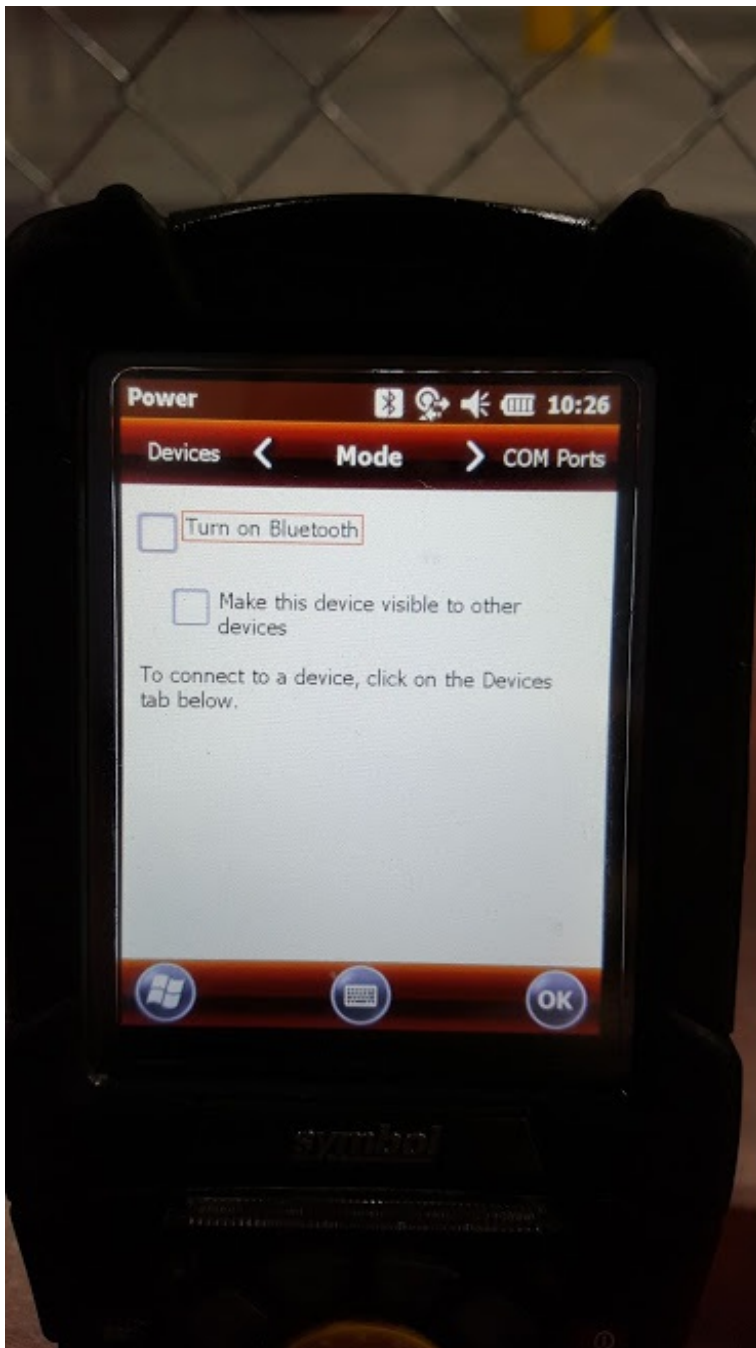 Power 10:26
Devices Mode COM Ports
Turn on Bluetooth
Make this device visible to other
devices
To connect to a device, click on the Devices
tab below.
OK
symbol